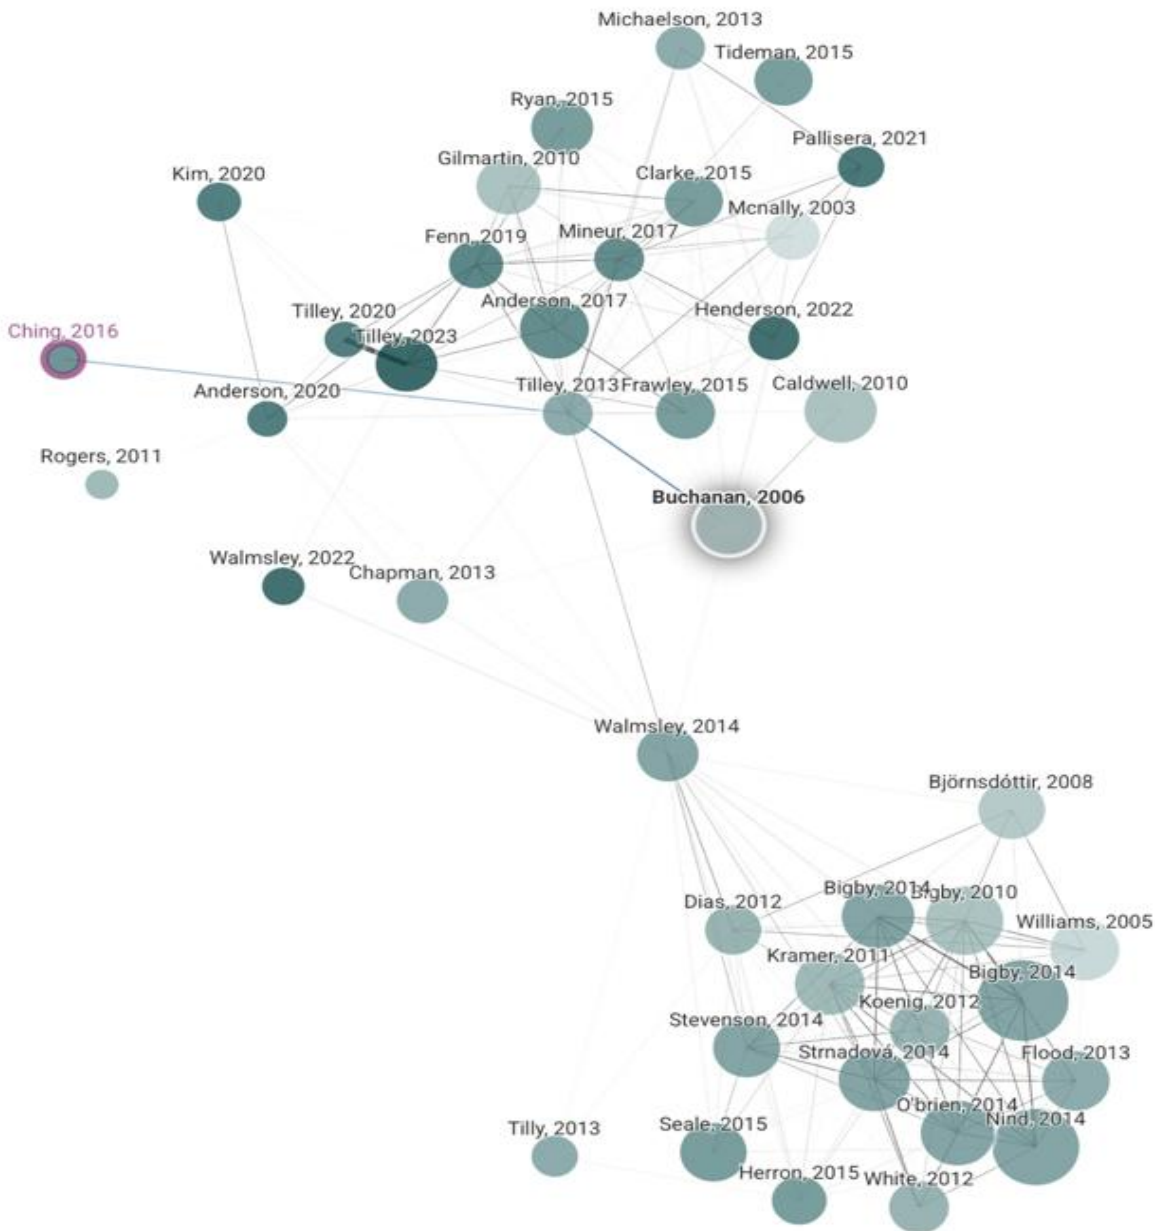 Michaelson, 2013
Tideman, 2015
Ryan, 2015
Pallisera, 2021
Gilmartin, 2010
Kim, 2020
Clarke, 2015
Mcnally, 2003
Fenn, 2019
Mineur, 2017
Anderson, 2017
Tilley, 2020
Henderson, 2022
Ching, 2016
Tilley, 2023
Anderson, 2020
Tilley, 2013
Frawley, 2015
Caldwell, 2010
Rogers, 2011
Buchanan, 2006
Walmsley, 2022
Chapman, 2013
Walmsley, 2014
Björnsdóttir, 2008
Dias, 2012
Bigby, 2014
Bigby, 2010
Williams, 2005
Kramer, 2011
Bigby, 2014
Koenig, 2012
Stevenson, 2014
Strnadová, 2014
Flood, 2013
O'brien, 2014
Nind, 2014
Tilly, 2013
Seale, 2015
Herron, 2015
White, 2012